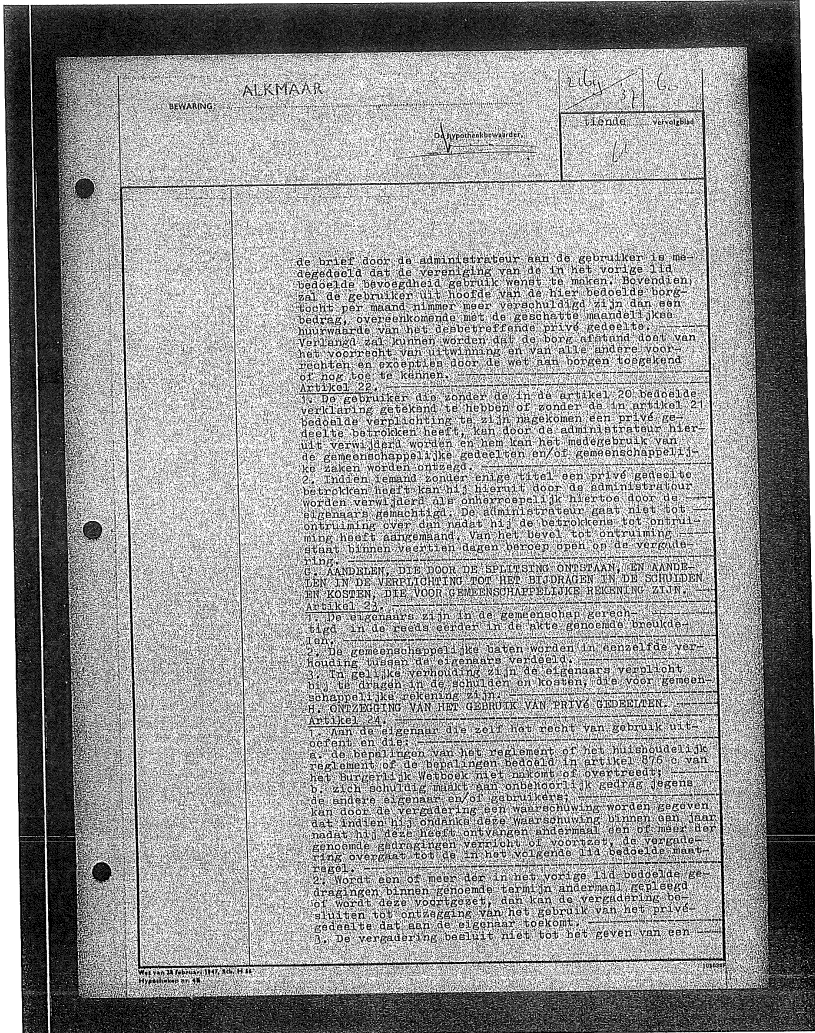 ALKMAAR
BEWARING:
De hypotheekbewaarder,
tiende vervolgblad
de brief door de administrateur aan de gebruiker is me-
degedeeld dat de vereniging van de in het vorige lid
bedoelde bevoegdheid gebruik wenst te maken. Bovendien
zal de gebruiker uit hoofde van de hier bedoelde borg-
tocht per maand nimmer meer verschuldigd zijn dan een
bedrag, overeenkomende met de geschatte maandelijkse
huurwaarde van het desbetreffende privé gedeelte.
Verlangd zal kunnen worden dat de borg afstand doet van
het voorrecht van uitwinning en van alle andere voor-
rechten en excepties door de wet aan borgen toegekend
of nog toe te kennen.
Artikel 22.
1. De gebruiker die zonder de in de artikel 20 bedoelde
verklaring getekend te hebben of zonder de in artikel 21
bedoelde verplichting te zijn nagekomen een privé ge-
deelte betrokken heeft, kan door de administrateur hier-
uit verwijderd worden en hem kan het medegebruik van
de gemeenschappelijke gedeelten en/of gemeenschappelij-
ke zaken worden ontzegd.
2. Indien iemand zonder enige titel een privé gedeelte
betrokken heeft kan hij hieruit door de administrateur
worden verwijderd als onherroepelijk hiertoe door de
eigenaars gemachtigd. De administrateur gaat niet tot
ontruiming over dan nadat hij de betrokkene tot ontrui-
ming heeft aangemaand. Van het bevel tot ontruiming
staat binnen veertien dagen beroep open op de vergade-
ring.
G. AANDELEN, DIE DOOR DE SPLITSING ONTSTAAN, EN AANDE-
LEN IN DE VERPLICHTING TOT HET BIJDRAGEN IN DE SCHULDEN
EN KOSTEN, DIE VOOR GEMEENSCHAPPELIJKE REKENING ZIJN.
Artikel 23.
1. De eigenaars zijn in de gemeenschap gerech-
tigd in de reeds eerder in de akte genoemde breukde-
len.
2. De gemeenschappelijke baten worden in eenzelfde ver-
houding tussen de eigenaars verdeeld.
3. In gelijke verhouding zijn de eigenaars verplicht
bij te dragen in de schulden en kosten, die voor gemeen-
schappelijke rekening zijn.
H. ONTZEGGING VAN HET GEBRUIK VAN PRIVé GEDEELTEN.
Artikel 24.
1. Aan de eigenaar die zelf het recht van gebruik uit-
oefent en die:
a. de bepalingen van het reglement of het huishoudelijk
reglement of de bepalingen bedoeld in artikel 876 c van
het Burgerlijk Wetboek niet nakomt of overtreedt;
b. zich schuldig maakt aan onbehoorlijk gedrag jegens
de andere eigenaar en/of gebruikers;
kan door de vergadering een waarschuwing worden gegeven
dat indien hij ondanks deze waarschuwing binnen een jaar
nadat hij deze heeft ontvangen andermaal een of meer der
genoemde gedragingen verricht of voortzet, de vergade-
ring overgaat tot de in het volgende lid bedoelde maat-
regel.
2. Wordt een of meer der in het vorige lid bedoelde ge-
dragingen binnen genoemde termijn andermaal gepleegd
of wordt deze voortgezet, dan kan de vergadering be-
sluiten tot ontzegging van het gebruik van het privé-
gedeelte dat aan de eigenaar toekomt.
3. De vergadering besluit niet tot het geven van een
Wet van 28 februari 1947, Stb. H 66
Hypotheken nr. 4B